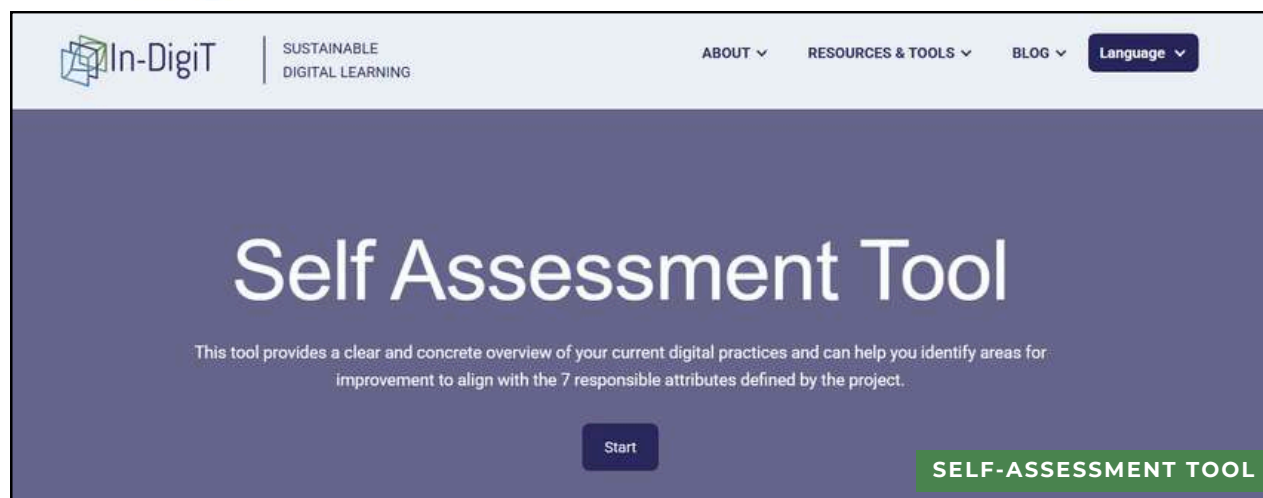 In-DigiT
SUSTAINABLE
DIGITAL LEARNING
ABOUT
RESOURCES & TOOLS
BLOG
Language
Self Assessment Tool
This tool provides a clear and concrete overview of your current digital practices and can help you identify areas for
improvement to align with the 7 responsible attributes defined by the project.
Start
SELF-ASSESSMENT TOOL